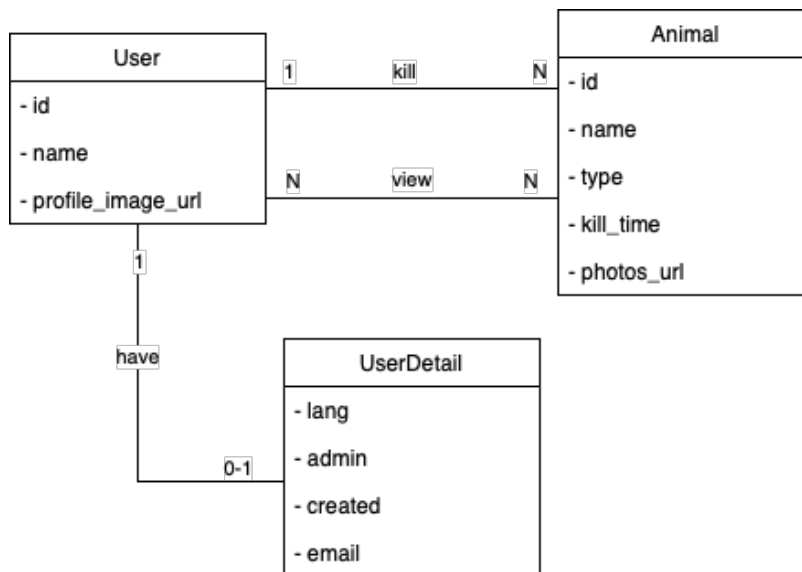 User
- id
- name
- profile_image_url
1
kill
N
N
view
N
Animal
- id
- name
- type
- kill_time
- photos_url
1
have
0-1
UserDetail
- lang
- admin
- created
- email